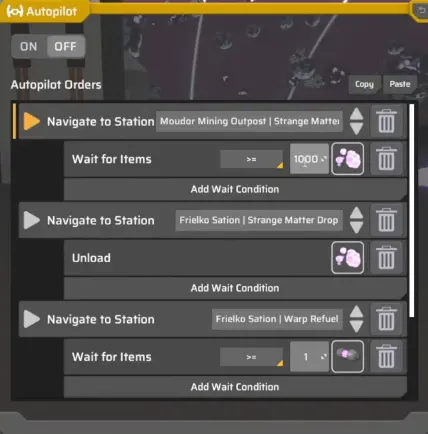 Autopilot
ON OFF
Autopilot Orders Copy Paste
Navigate to Station Moudor Mining Outpost | Strange Matter
Wait for Items >= 1000
Add Wait Condition
Navigate to Station Frielko Sation | Strange Matter Drop
Unload
Add Wait Condition
Navigate to Station Frielko Sation | Warp Refuel
Wait for Items >= 1
Add Wait Condition